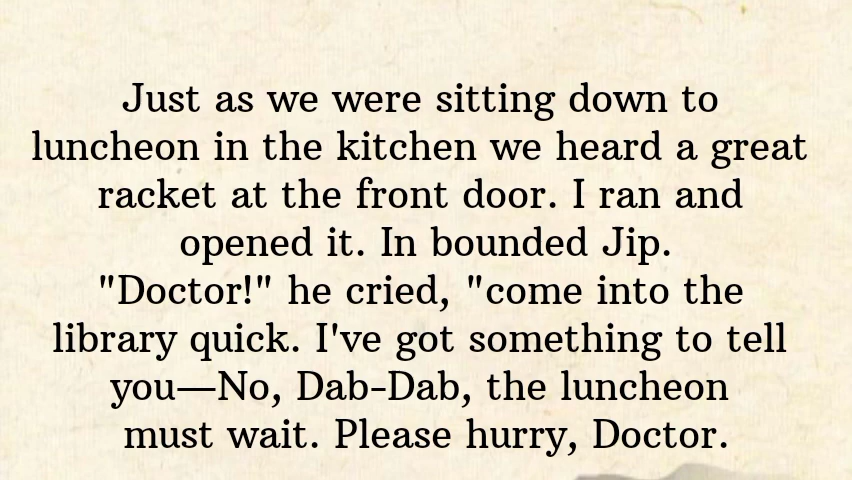 Just as we were sitting down to
luncheon in the kitchen we heard a great
racket at the front door. I ran and
opened it. In bounded Jip.
"Doctor!" he cried, "come into the
library quick. I've got something to tell
you—No, Dab-Dab, the luncheon
must wait. Please hurry, Doctor.